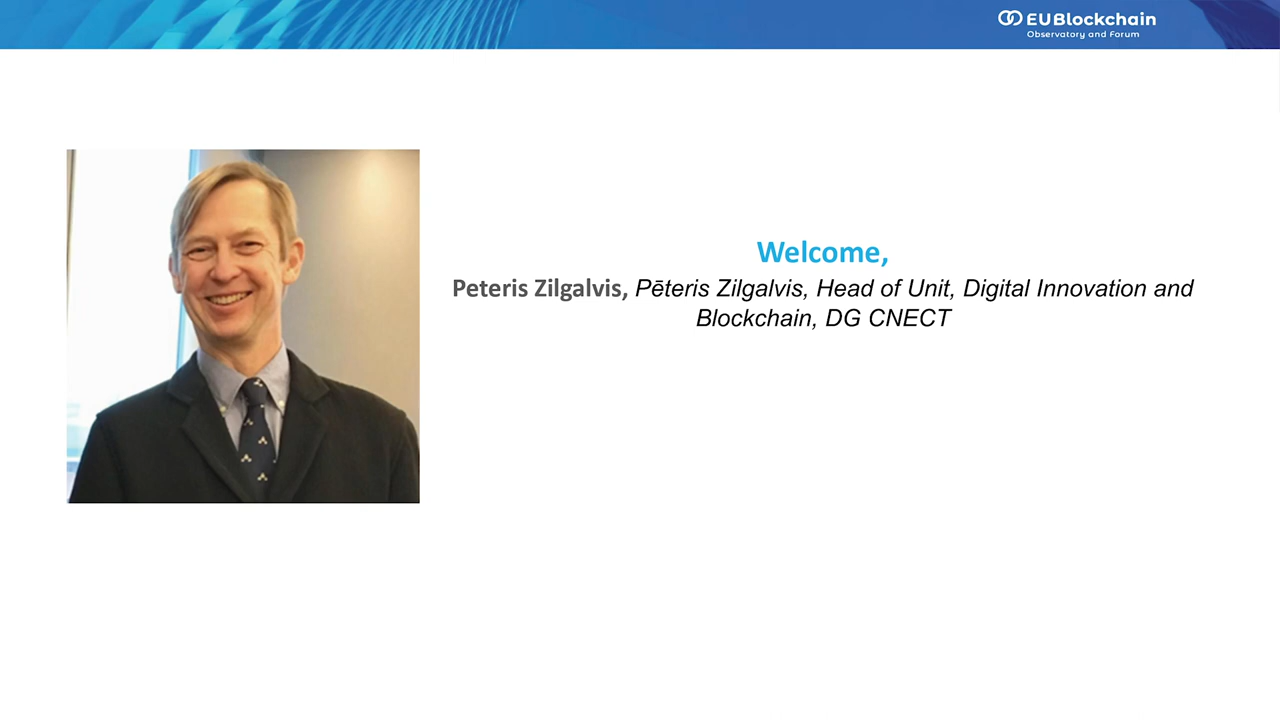 EUBlockchain
Observatory and Forum
Welcome,
Peteris Zilgalvis, Pēteris Zilgalvis, Head of Unit, Digital Innovation and
Blockchain, DG CNECT